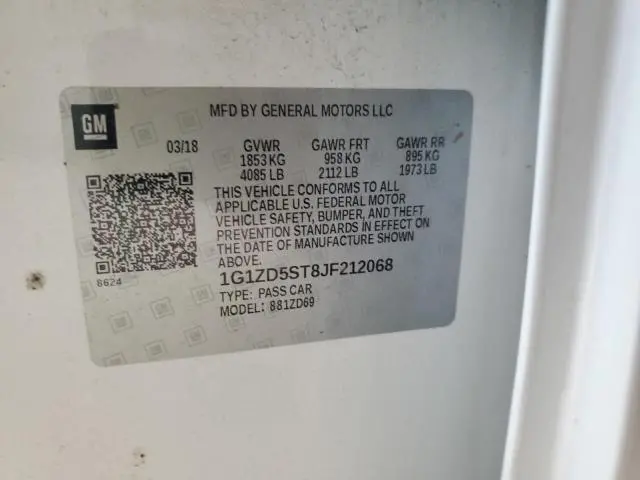 GM
MFD BY GENERAL MOTORS LLC
03/18 GVWR GAWR FRT GAWR RR
1853 KG 958 KG 895 KG
4085 LB 2112 LB 1973 LB
THIS VEHICLE CONFORMS TO ALL
APPLICABLE U.S. FEDERAL MOTOR
VEHICLE SAFETY, BUMPER, AND THEFT
PREVENTION STANDARDS IN EFFECT ON
THE DATE OF MANUFACTURE SHOWN
ABOVE.
8624
1G1ZD5ST8JF212068
TYPE: PASS CAR
MODEL: 881ZD69